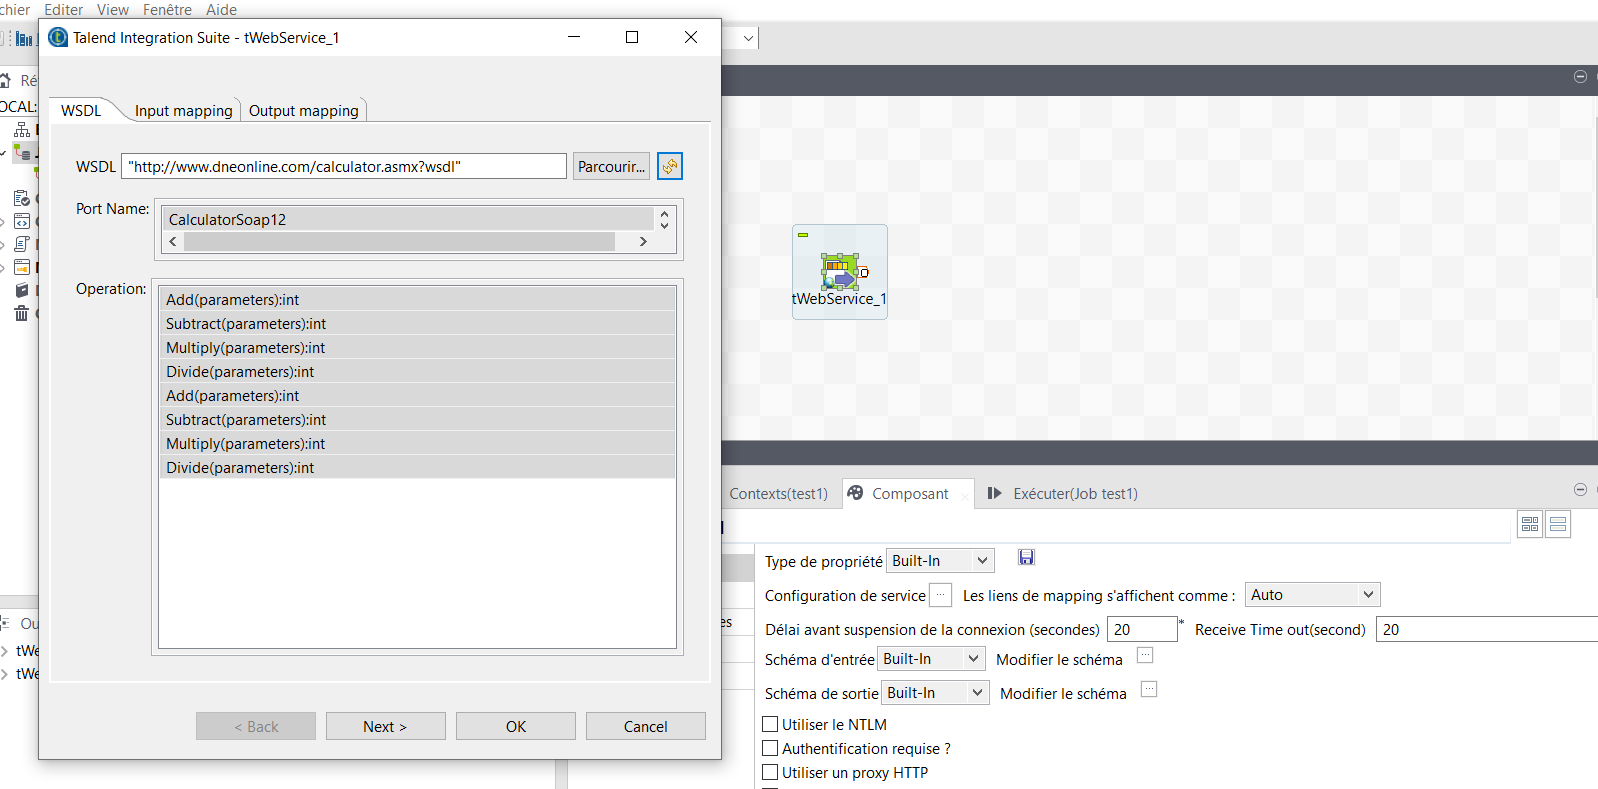 chier Editer View Fenêtre Aide
Talend Integration Suite - tWebService_1
Ré
OCAL:
WSDL Input mapping Output mapping
WSDL "http://www.dneonline.com/calculator.asmx?wsdl" Parcourir...
Port Name: CalculatorSoap12
Operation:
Add(parameters):int
Subtract(parameters):int
Multiply(parameters):int
Divide(parameters):int
Add(parameters):int
Subtract(parameters):int
Multiply(parameters):int
Divide(parameters):int
< Back Next > OK Cancel
Ou
tWe
tWe
tWebService_1
Contexts(test1) Composant Exécuter(Job test1)
es
Type de propriété Built-In
Configuration de service ... Les liens de mapping s'affichent comme : Auto
Délai avant suspension de la connexion (secondes) 20 * Receive Time out(second) 20
Schéma d'entrée Built-In Modifier le schéma ...
Schéma de sortie Built-In Modifier le schéma ...
Utiliser le NTLM
Authentification requise ?
Utiliser un proxy HTTP